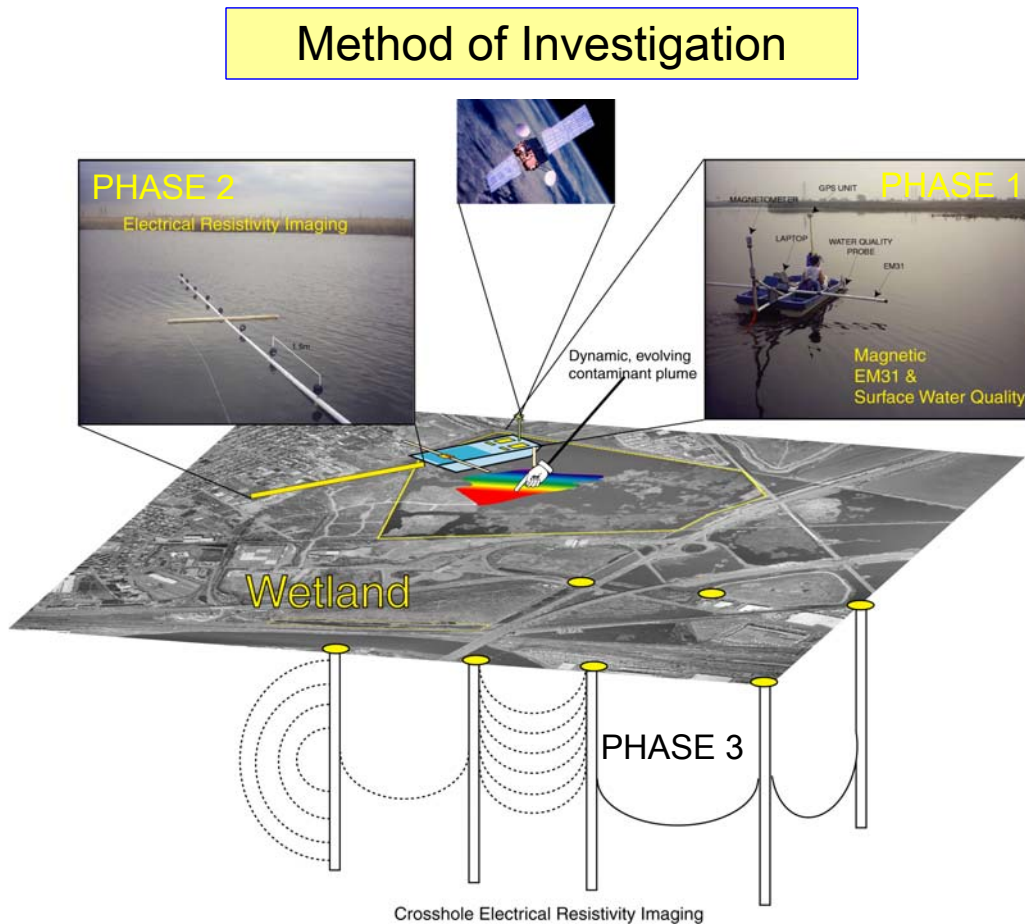 Method of Investigation
PHASE 2
Electrical Resistivity Imaging
1.5m
PHASE 1
GPS UNIT
MAGNETOMETER
LAPTOP
WATER QUALITY
PROBE
EM31
Magnetic
EM31 &
Surface Water Quality
Dynamic, evolving
contaminant plume
Wetland
PHASE 3
Crosshole Electrical Resistivity Imaging